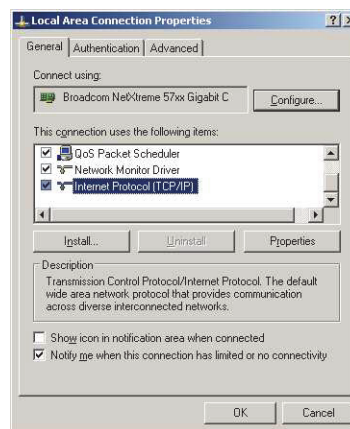 Local Area Connection Properties
General Authentication Advanced
Connect using:
Broadcom NetXtreme 57xx Gigabit C Configure...
This connection uses the following items:
QoS Packet Scheduler
Network Monitor Driver
Internet Protocol (TCP/IP)
Install... Uninstall Properties
Description
Transmission Control Protocol/Internet Protocol. The default
wide area network protocol that provides communication
across diverse interconnected networks.
Show icon in notification area when connected
Notify me when this connection has limited or no connectivity
OK Cancel